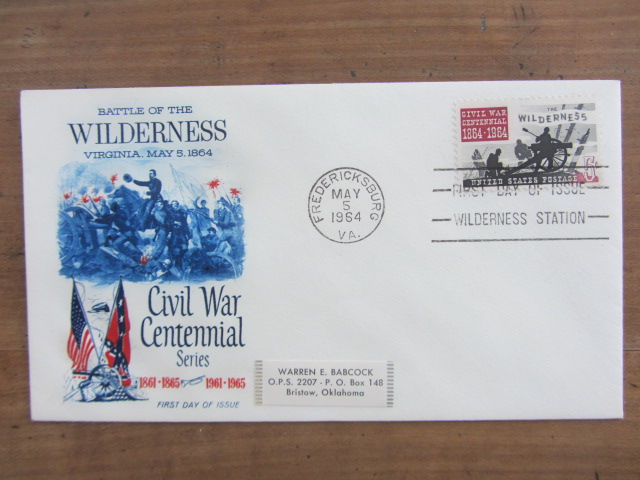 BATTLE OF THE
WILDERNESS
VIRGINIA, MAY 5, 1864
Civil War
Centennial
Series
1861 • 1865 1961 • 1965
FIRST DAY OF ISSUE
FREDERICKSBURG
MAY
5
1964
VA.
CIVIL WAR
CENTENNIAL
1864 • 1964
THE
WILDERNESS
UNITED STATES POSTAGE
5¢
FIRST DAY OF ISSUE
WILDERNESS STATION
WARREN E. BABCOCK
O.P.S. 2207 - P. O. Box 148
Bristow, Oklahoma